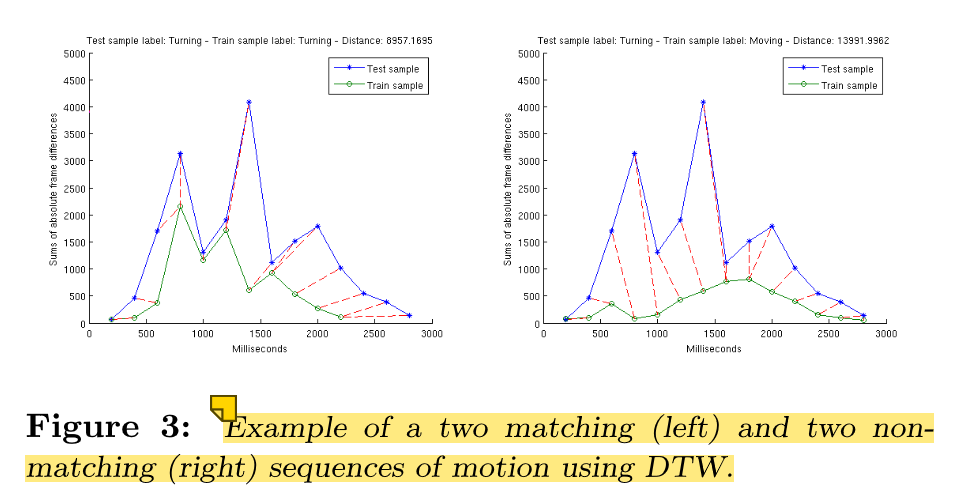 Test sample label: Turning - Train sample label: Turning - Distance: 8957.1695
5000
4500
4000
3500
3000
2500
2000
1500
1000
500
0
Sums of absolute frame differences
Test sample
Train sample
0 500 1000 1500 2000 2500 3000
Milliseconds
Test sample label: Turning - Train sample label: Moving - Distance: 13991.9962
5000
4500
4000
3500
3000
2500
2000
1500
1000
500
0
Sums of absolute frame differences
Test sample
Train sample
0 500 1000 1500 2000 2500 3000
Milliseconds
Figure 3: Example of a two matching (left) and two non-
matching (right) sequences of motion using DTW.